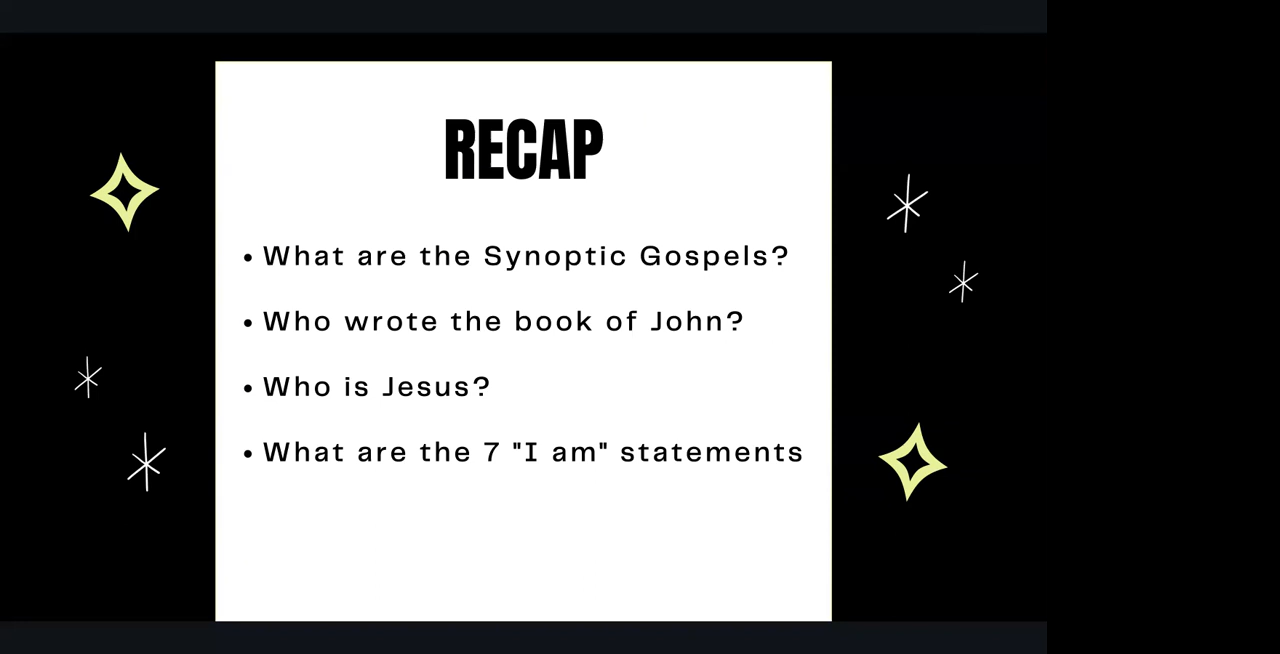 RECAP
• What are the Synoptic Gospels?
• Who wrote the book of John?
• Who is Jesus?
• What are the 7 "I am" statements